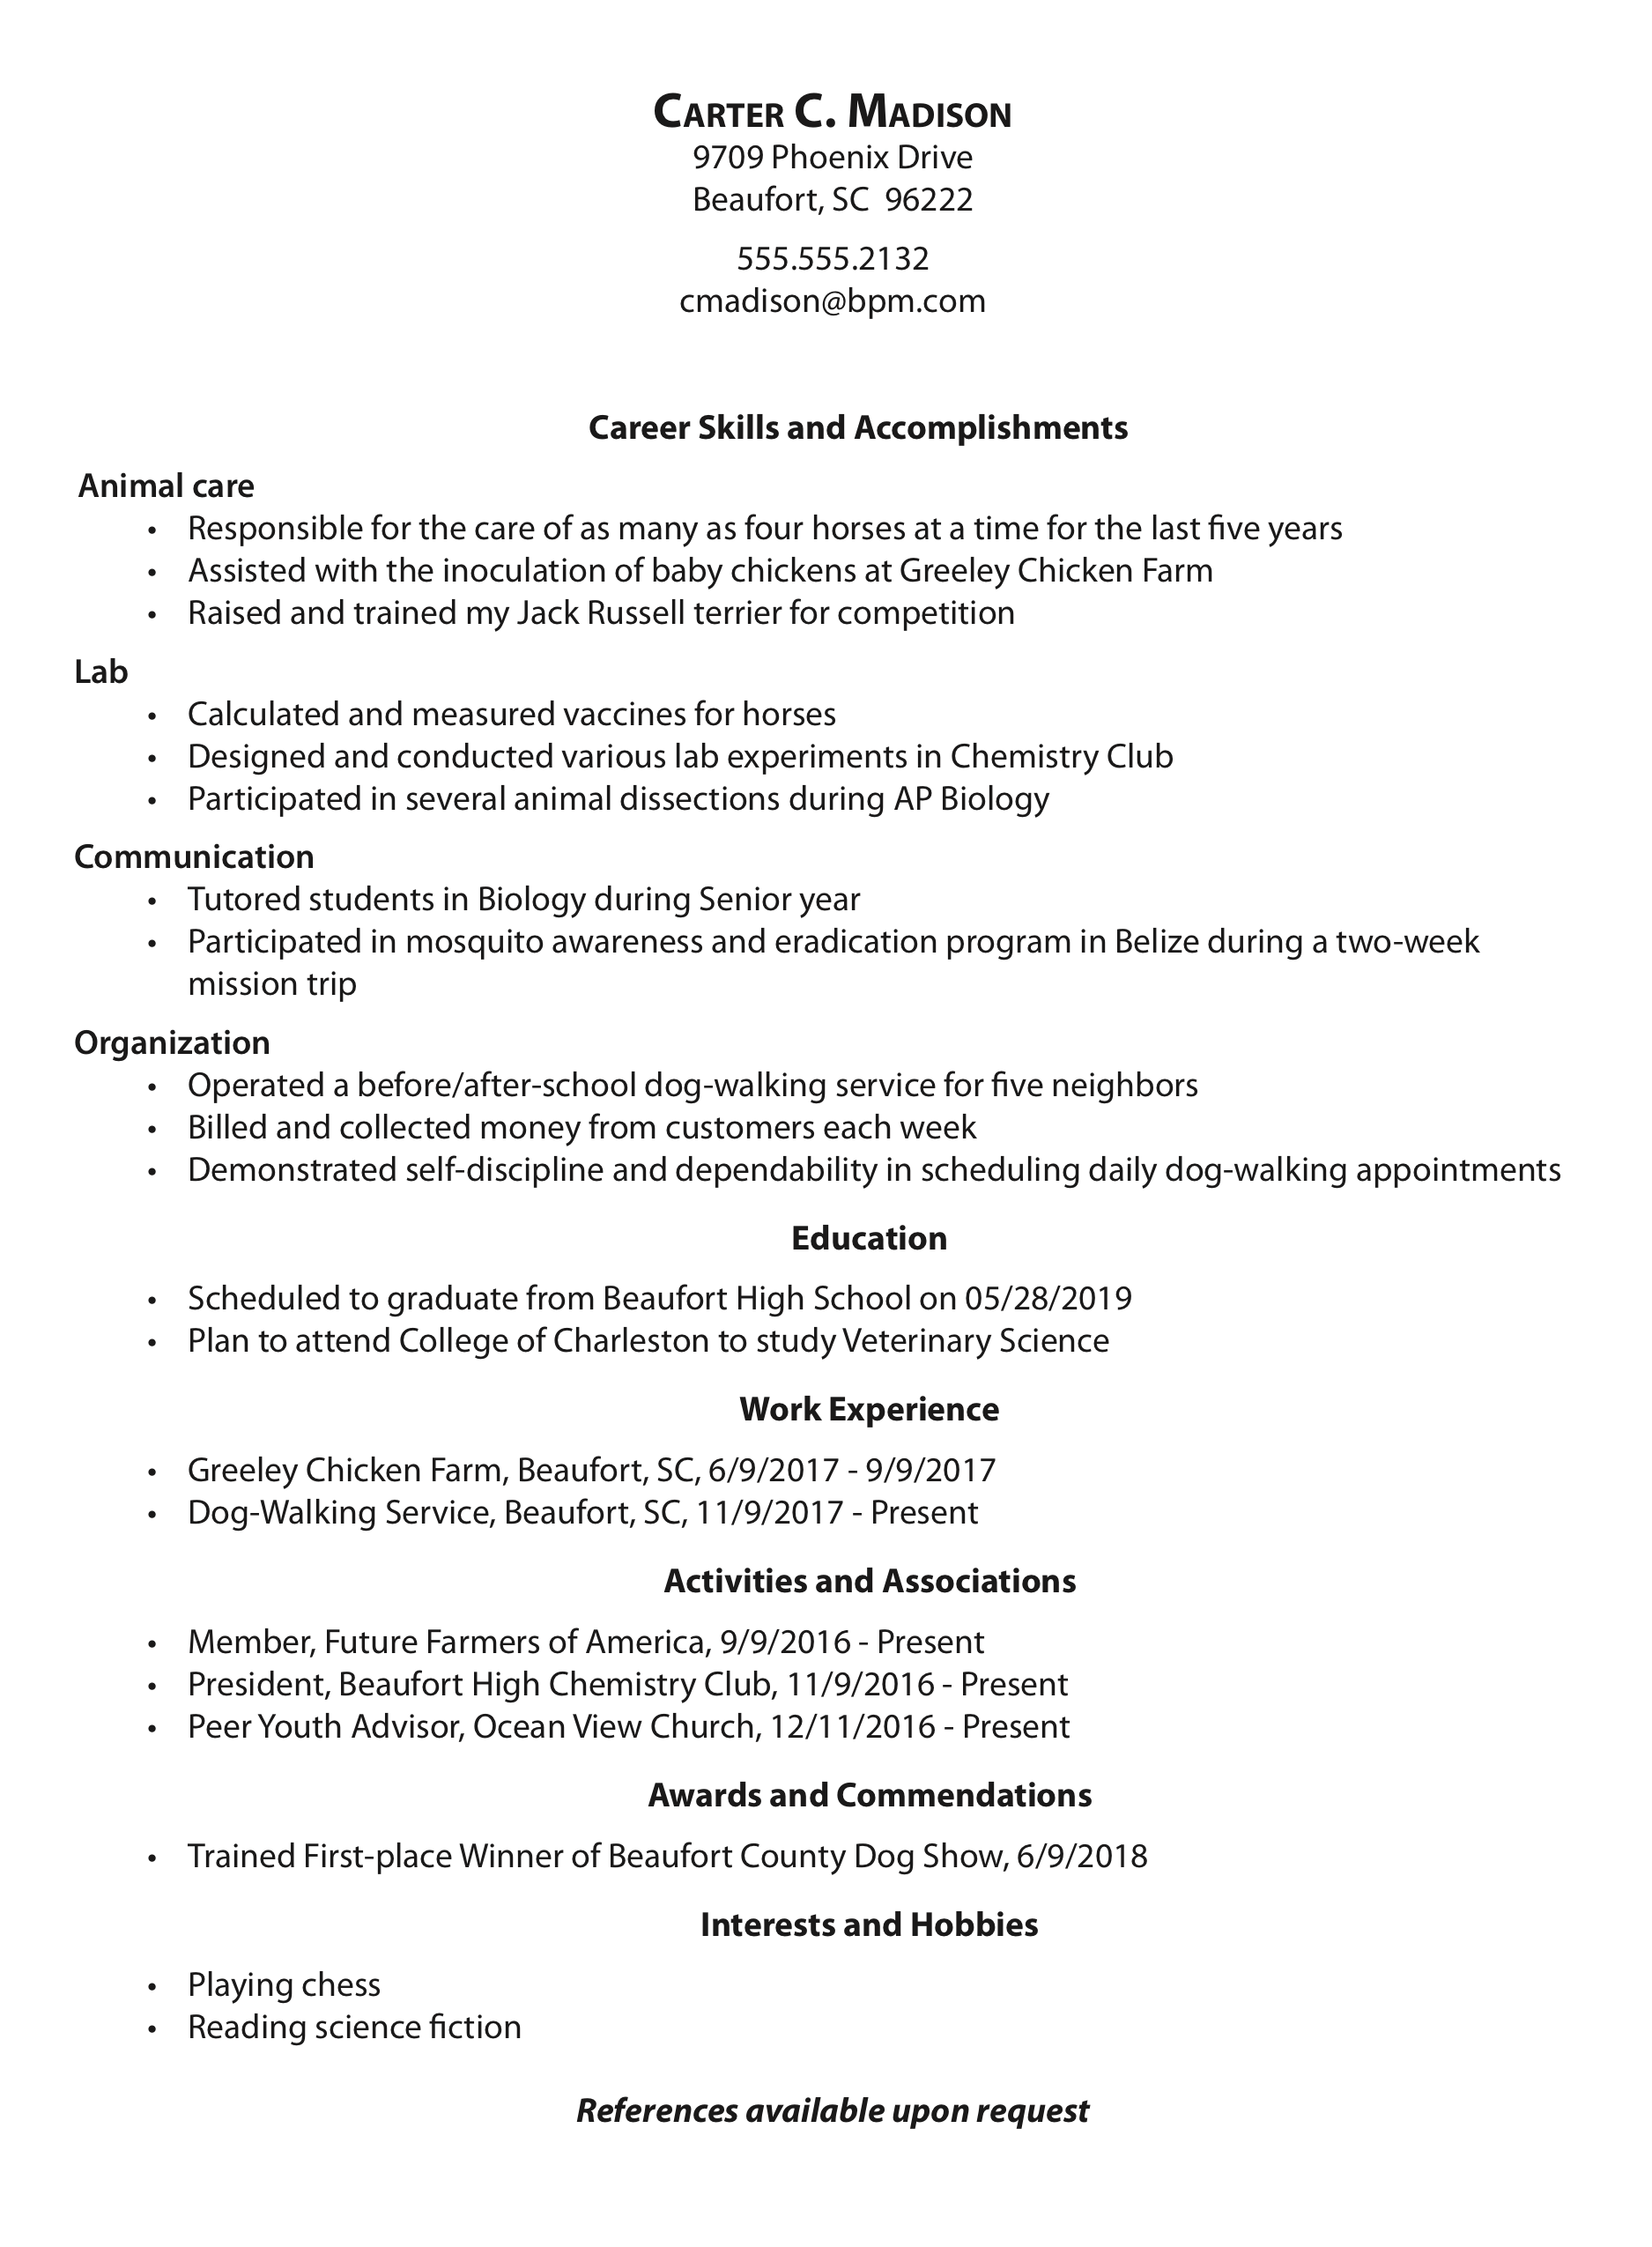 Carter C. Madison
9709 Phoenix Drive
Beaufort, SC  96222
555.555.2132
cmadison@bpm.com
Career Skills and Accomplishments
Animal care
• Responsible for the care of as many as four horses at a time for the last five years
• Assisted with the inoculation of baby chickens at Greeley Chicken Farm
• Raised and trained my Jack Russell terrier for competition
Lab
• Calculated and measured vaccines for horses
• Designed and conducted various lab experiments in Chemistry Club
• Participated in several animal dissections during AP Biology
Communication
• Tutored students in Biology during Senior year
• Participated in mosquito awareness and eradication program in Belize during a two-week
mission trip
Organization
• Operated a before/after-school dog-walking service for five neighbors
• Billed and collected money from customers each week
• Demonstrated self-discipline and dependability in scheduling daily dog-walking appointments
Education
• Scheduled to graduate from Beaufort High School on 05/28/2019
• Plan to attend College of Charleston to study Veterinary Science
Work Experience
• Greeley Chicken Farm, Beaufort, SC, 6/9/2017 - 9/9/2017
• Dog-Walking Service, Beaufort, SC, 11/9/2017 - Present
Activities and Associations
• Member, Future Farmers of America, 9/9/2016 - Present
• President, Beaufort High Chemistry Club, 11/9/2016 - Present
• Peer Youth Advisor, Ocean View Church, 12/11/2016 - Present
Awards and Commendations
• Trained First-place Winner of Beaufort County Dog Show, 6/9/2018
Interests and Hobbies
• Playing chess
• Reading science fiction
References available upon request